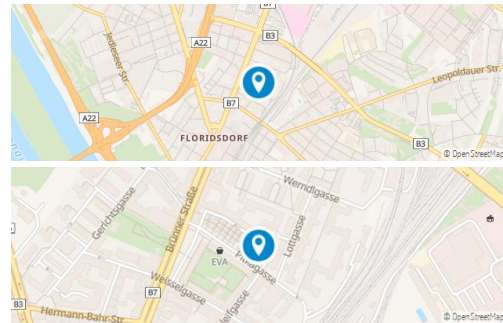 B7
Jedleseer Str.
A22
B3
Leopoldauer Str.
B7
A22
FLORIDSDORF
B3
© OpenStreetMap
Werndlgasse
Gerichtsgasse
Brünner Straße
Lottgasse
EVA
Weisselgasse
B3
B7
Hermann-Bahr-Str.
© OpenStreetMap